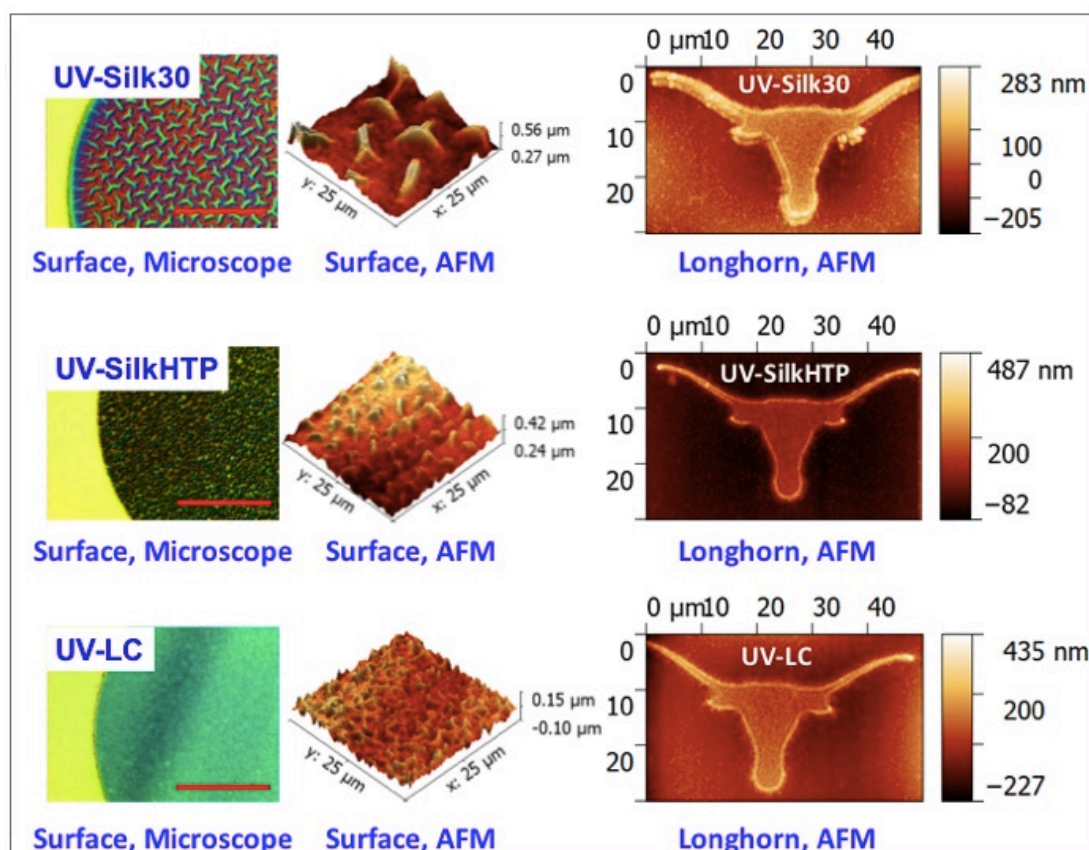 UV-Silk30
0.56 µm
0.27 µm
y: 25 µm
x: 25 µm
0 µm10 20 30 40
0
10
20
UV-Silk30
283 nm
100
0
−205
Surface, Microscope
Surface, AFM
Longhorn, AFM
UV-SilkHTP
0.42 µm
0.24 µm
y: 25 µm
x: 25 µm
0 µm10 20 30 40
0
10
20
UV-SilkHTP
487 nm
200
−82
Surface, Microscope
Surface, AFM
Longhorn, AFM
UV-LC
0.15 µm
-0.10 µm
y: 25 µm
x: 25 µm
0 µm10 20 30 40
0
10
20
UV-LC
435 nm
200
−227
Surface, Microscope
Surface, AFM
Longhorn, AFM